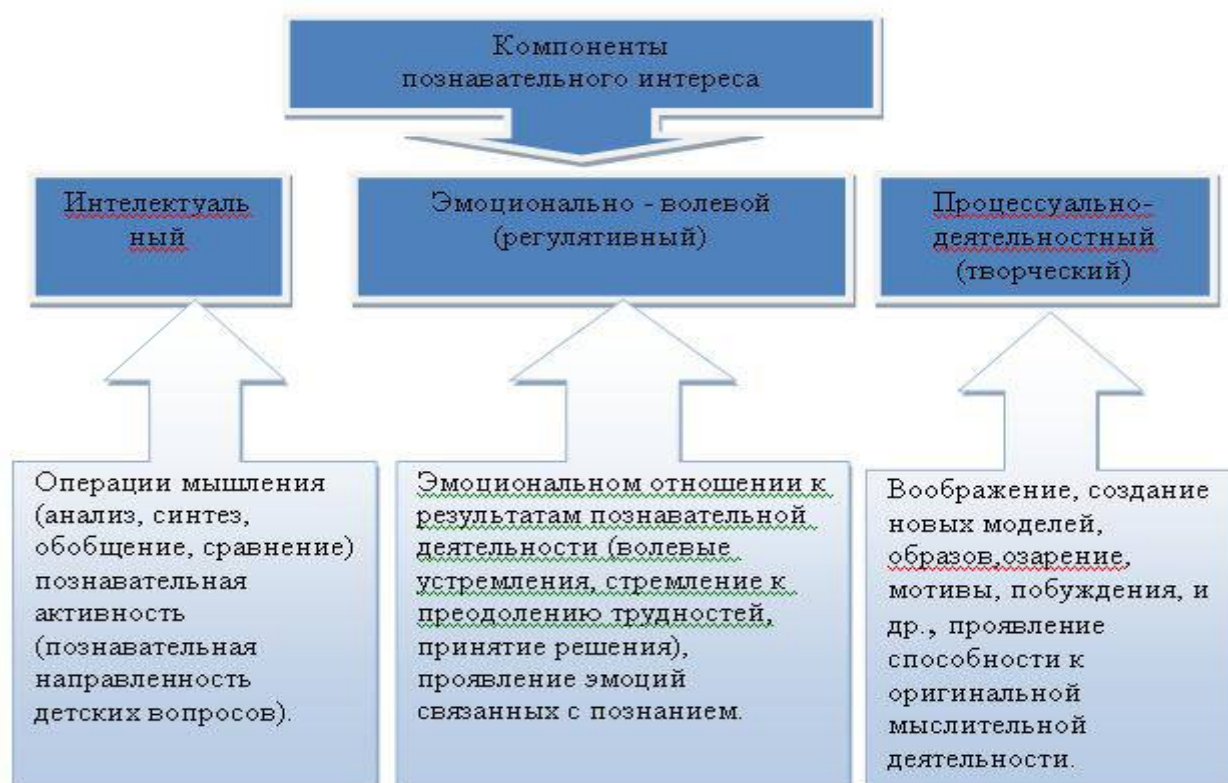 Компоненты
познавательного интереса
Интелектуаль
ный
Эмоционально - волевой
(регулятивный)
Процессуально-
деятельностный
(творческий)
Операции мышления
(анализ, синтез,
обобщение, сравнение)
познавательная
активность
(познавательная
направленность
детских вопросов).
Эмоциональном отношении к
результатам познавательной
деятельности (волевые
устремления, стремление к
преодолению трудностей,
принятие решения),
проявление эмоций
связанных с познанием.
Воображение, создание
новых моделей,
образов,озарение,
мотивы, побуждения, и
др., проявление
способности к
оригинальной
мыслительной
деятельности.